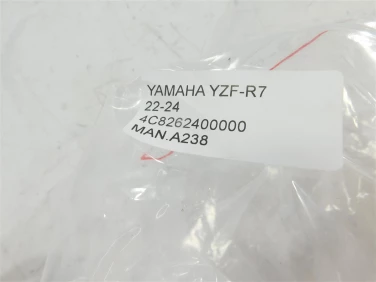 YAMAHA YZF-R7
22-24
4C8262400000
MAN.A238